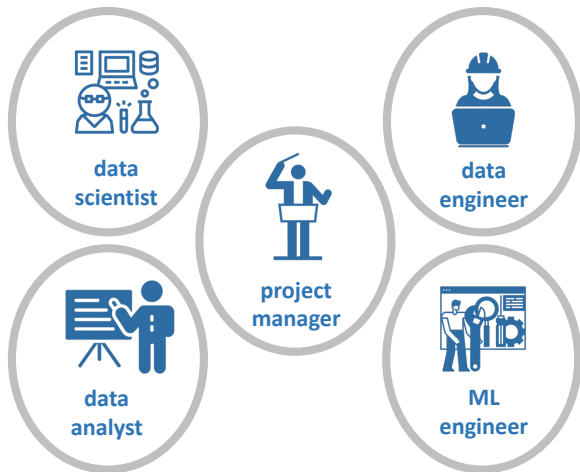 data
scientist
data
engineer
project
manager
data
analyst
ML
engineer